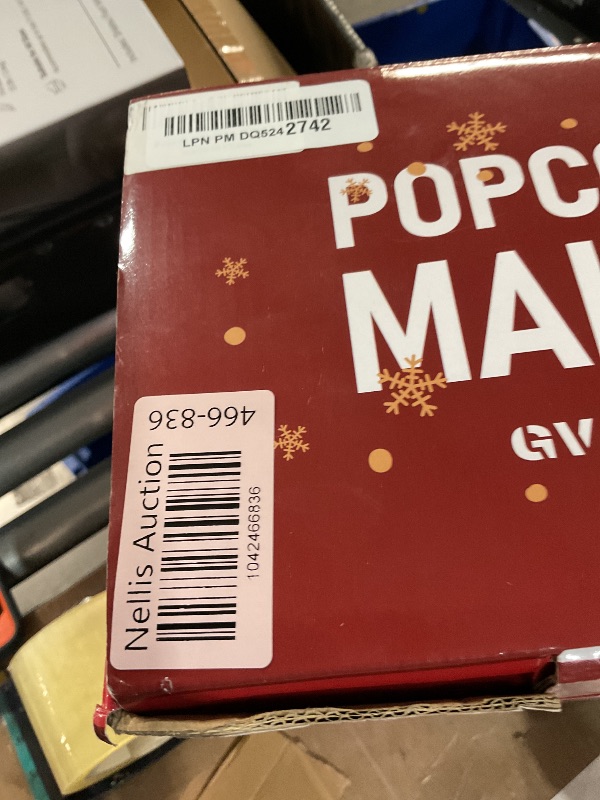 LPN PM DQ5242742
POPC
MA
GV
466-836
Nellis Auction
1042466836